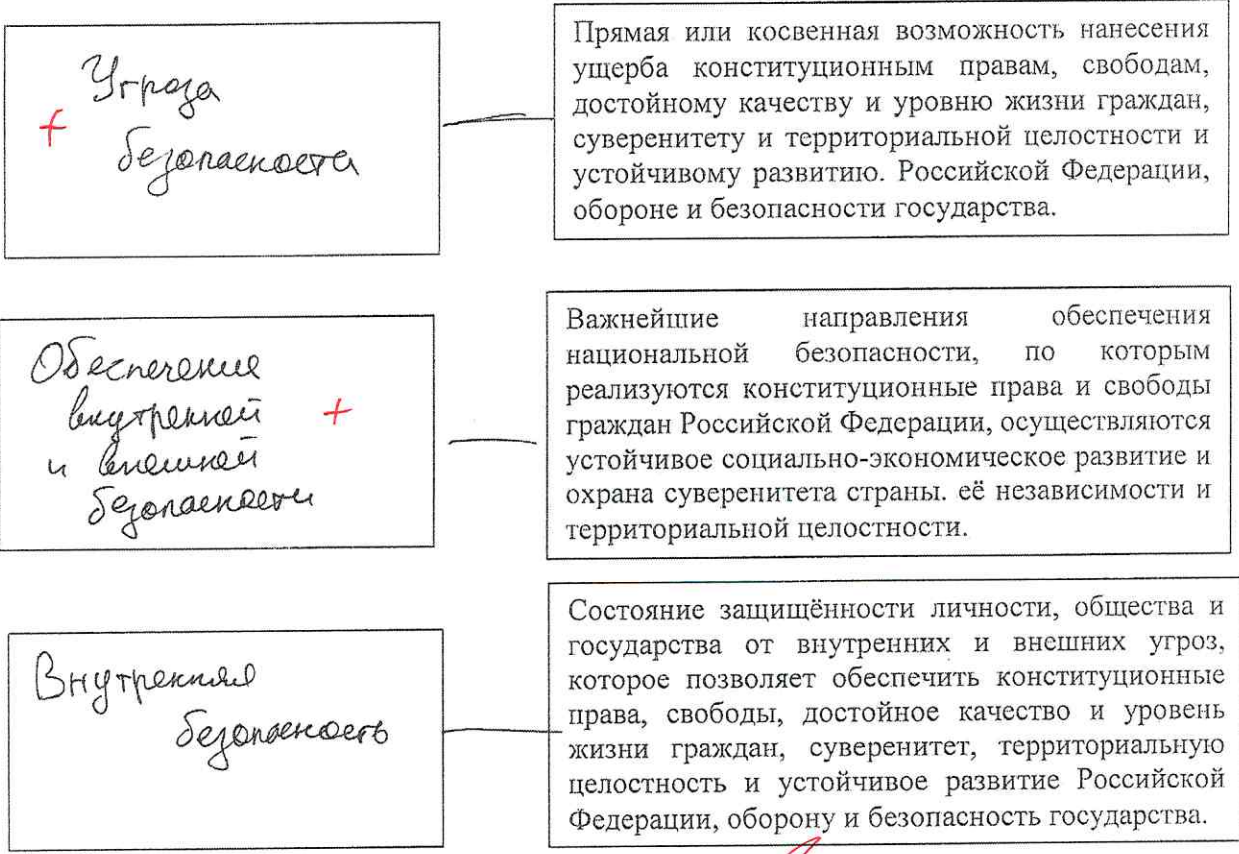 Угроза
+
безопасности
Прямая или косвенная возможность нанесения
ущерба конституционным правам, свободам,
достойному качеству и уровню жизни граждан,
суверенитету и территориальной целостности и
устойчивому развитию. Российской Федерации,
обороне и безопасности государства.
Обеспечение
внутренней +
и внешней
безопасности
Важнейшие направления обеспечения
национальной безопасности, по которым
реализуются конституционные права и свободы
граждан Российской Федерации, осуществляются
устойчивое социально-экономическое развитие и
охрана суверенитета страны. её независимости и
территориальной целостности.
Внутренняя
безопасность
Состояние защищённости личности, общества и
государства от внутренних и внешних угроз,
которое позволяет обеспечить конституционные
права, свободы, достойное качество и уровень
жизни граждан, суверенитет, территориальную
целостность и устойчивое развитие Российской
Федерации, оборону и безопасность государства.